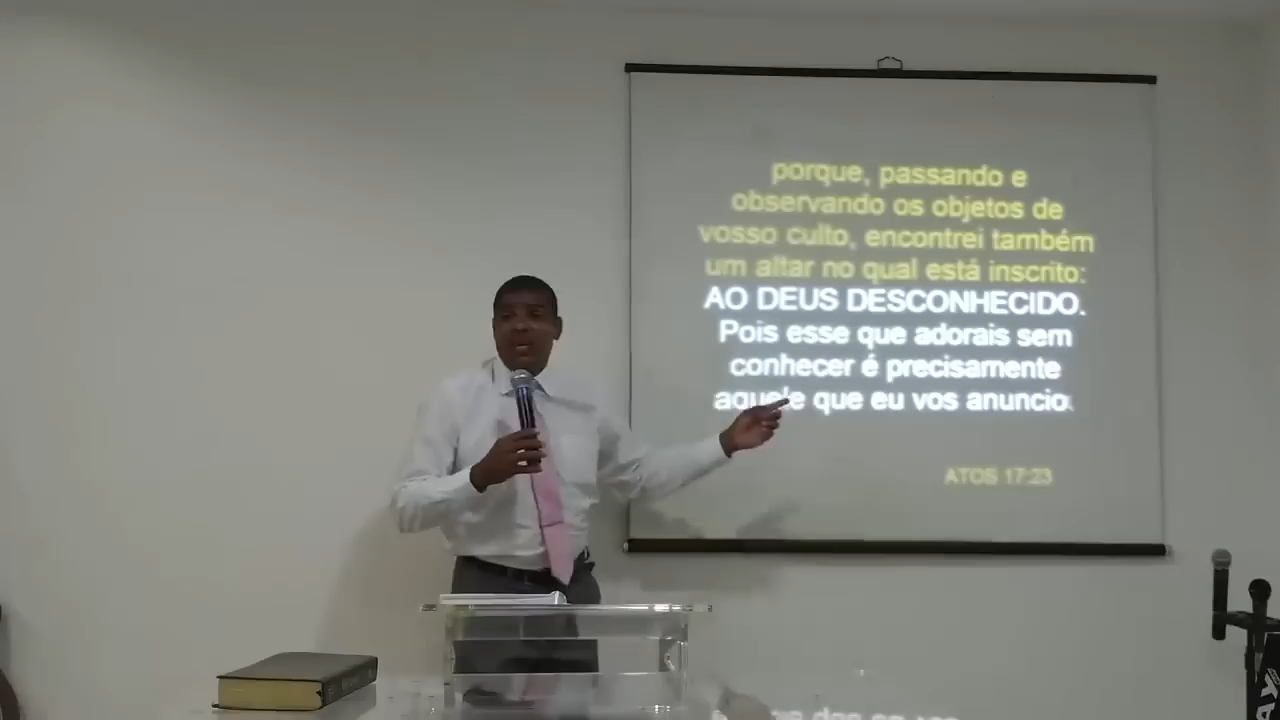 porque, passando e
observando os objetos de
vosso culto, encontrei também
um altar no qual está inscrito:
AO DEUS DESCONHECIDO.
Pois esse que adorais sem
conhecer é precisamente
aquele que eu vos anuncio.
ATOS 17:23